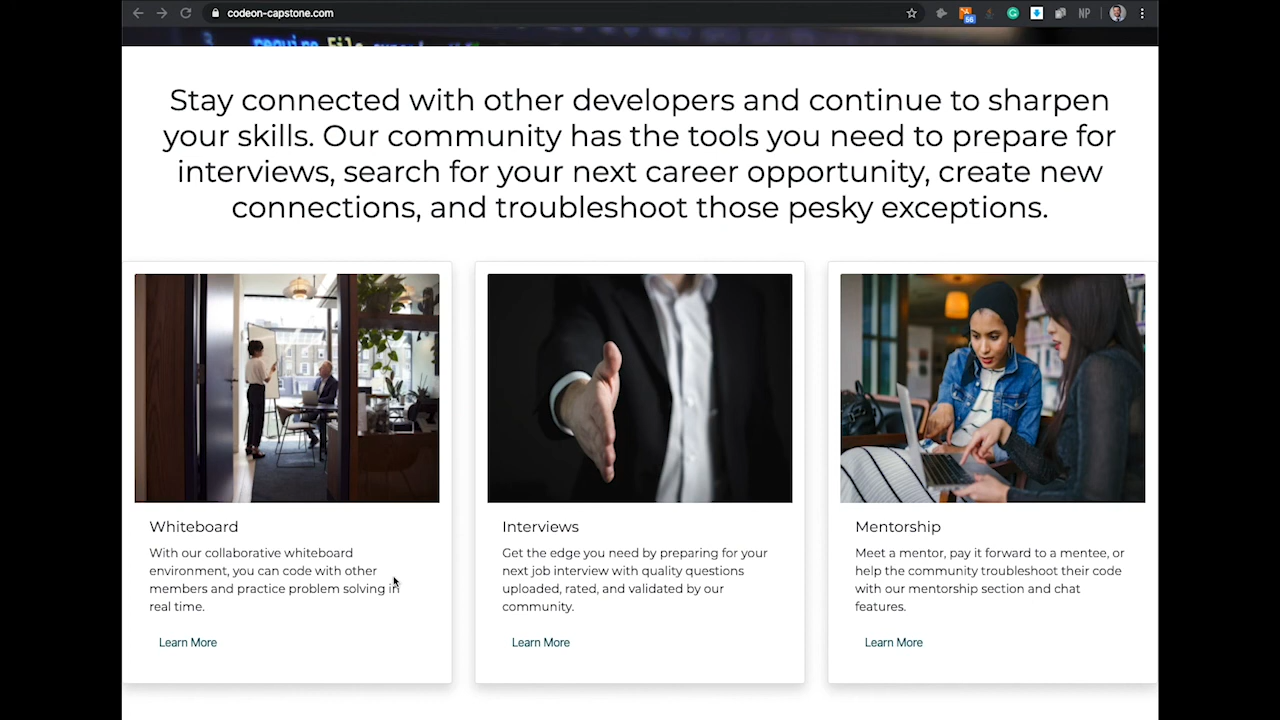 codeon-capstone.com
56
NP
require File
Stay connected with other developers and continue to sharpen
your skills. Our community has the tools you need to prepare for
interviews, search for your next career opportunity, create new
connections, and troubleshoot those pesky exceptions.
Whiteboard
With our collaborative whiteboard
environment, you can code with other
members and practice problem solving in
real time.
Learn More
Interviews
Get the edge you need by preparing for your
next job interview with quality questions
uploaded, rated, and validated by our
community.
Learn More
Mentorship
Meet a mentor, pay it forward to a mentee, or
help the community troubleshoot their code
with our mentorship section and chat
features.
Learn More